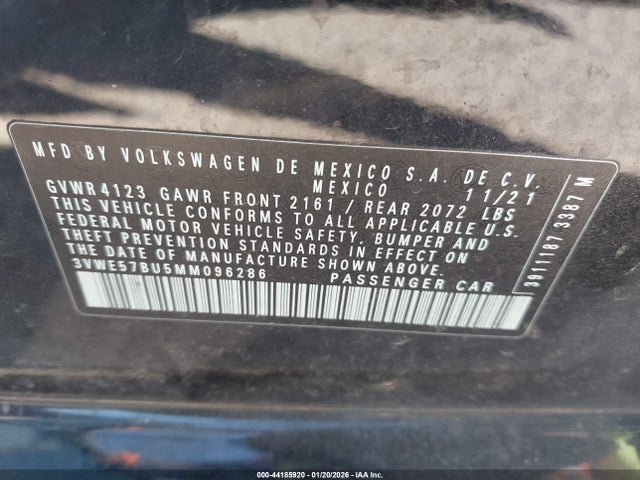 MFD BY VOLKSWAGEN DE MEXICO S.A. DE C.V.
MEXICO 11/21
GVWR 4123 GAWR FRONT 2161 / REAR 2072 LBS
THIS VEHICLE CONFORMS TO ALL APPLICABLE U.S.
FEDERAL MOTOR VEHICLE SAFETY, BUMPER AND
THEFT PREVENTION STANDARDS IN EFFECT ON
THE DATE OF MANUFACTURE SHOWN ABOVE.
3VWE57BU5MM096286 PASSENGER CAR
3911187 3387 M
000-44185920 - 01/20/2026 - IAA Inc.